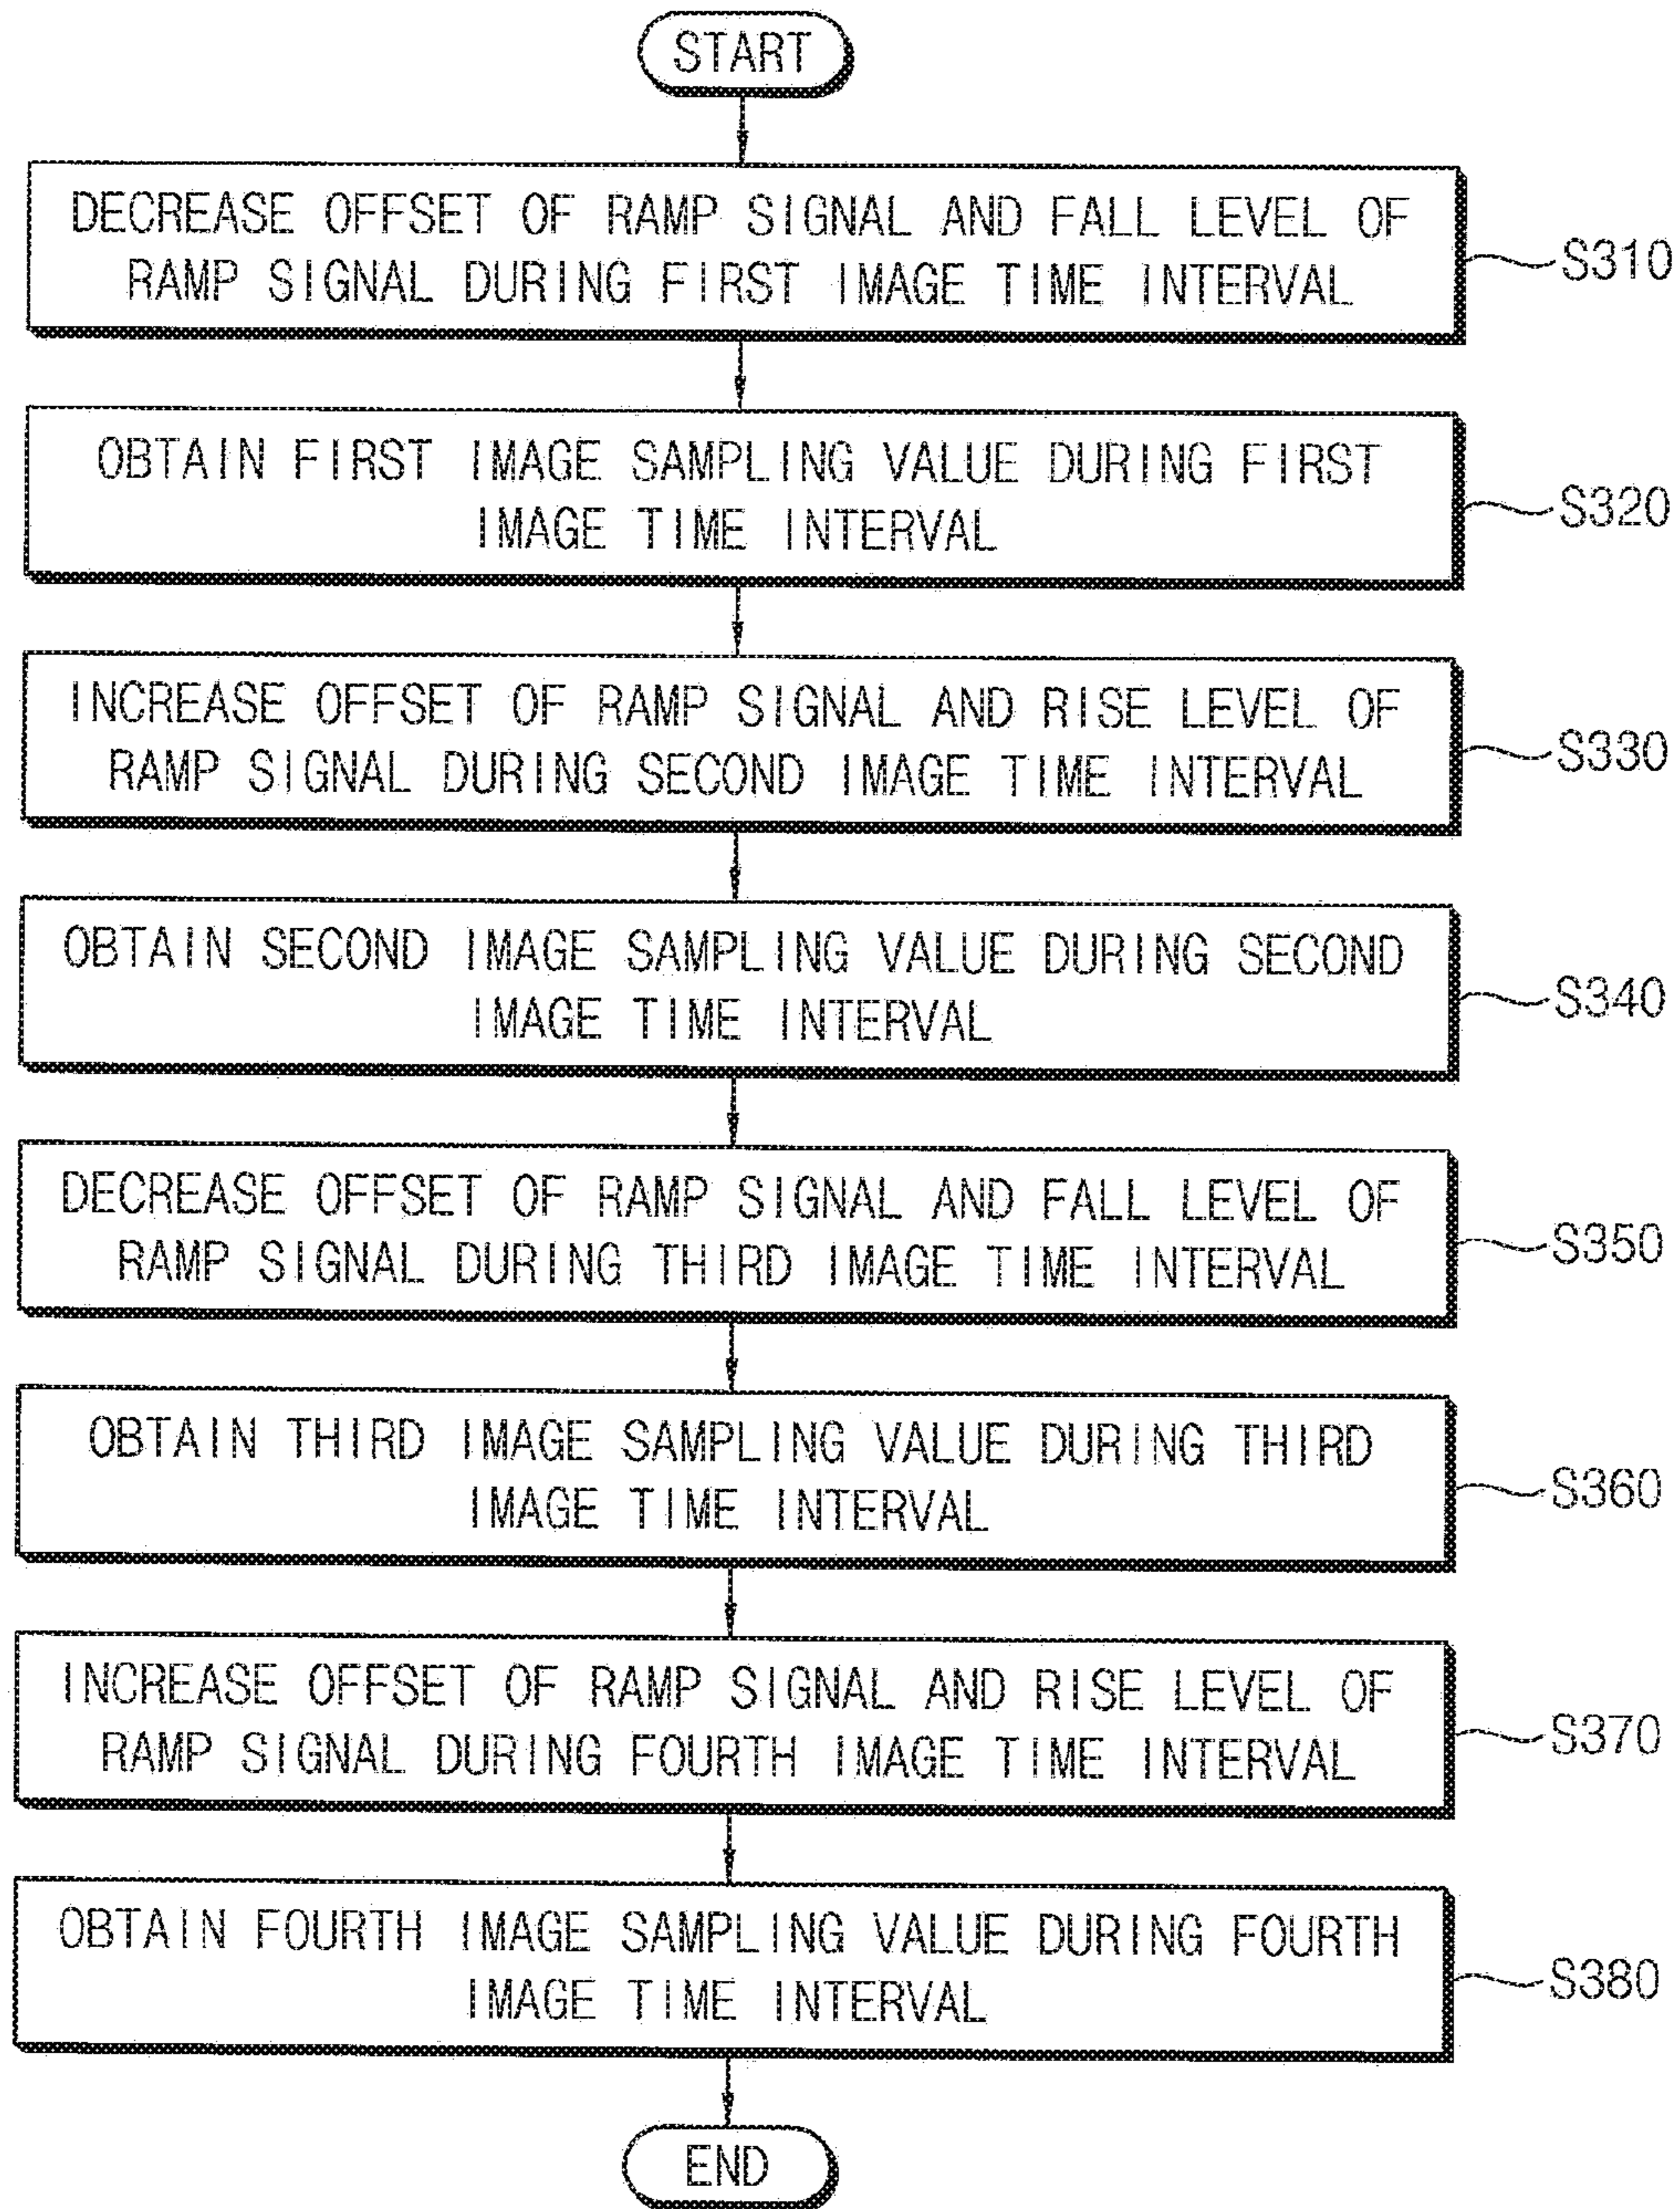 START
DECREASE OFFSET OF RAMP SIGNAL AND FALL LEVEL OF
RAMP SIGNAL DURING FIRST IMAGE TIME INTERVAL
S310
OBTAIN FIRST IMAGE SAMPLING VALUE DURING FIRST
IMAGE TIME INTERVAL
S320
INCREASE OFFSET OF RAMP SIGNAL AND RISE LEVEL OF
RAMP SIGNAL DURING SECOND IMAGE TIME INTERVAL
S330
OBTAIN SECOND IMAGE SAMPLING VALUE DURING SECOND
IMAGE TIME INTERVAL
S340
DECREASE OFFSET OF RAMP SIGNAL AND FALL LEVEL OF
RAMP SIGNAL DURING THIRD IMAGE TIME INTERVAL
S350
OBTAIN THIRD IMAGE SAMPLING VALUE DURING THIRD
IMAGE TIME INTERVAL
S360
INCREASE OFFSET OF RAMP SIGNAL AND RISE LEVEL OF
RAMP SIGNAL DURING FOURTH IMAGE TIME INTERVAL
S370
OBTAIN FOURTH IMAGE SAMPLING VALUE DURING FOURTH
IMAGE TIME INTERVAL
S380
END